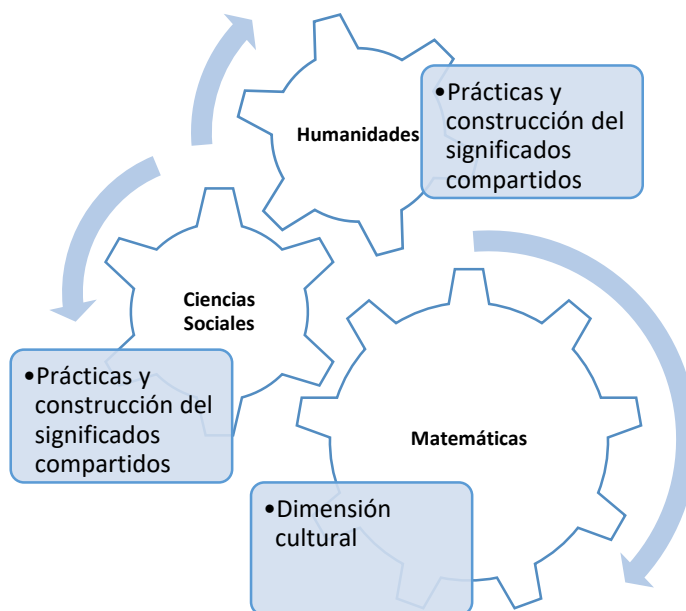 Humanidades
•Prácticas y
construcción del
significados
compartidos
Ciencias
Sociales
•Prácticas y
construcción del
significados
compartidos
Matemáticas
•Dimensión
cultural